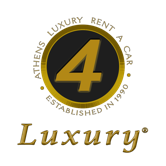 ATHENS LUXURY RENT A CAR
4
• ESTABLISHED IN 1990 •
Luxury®